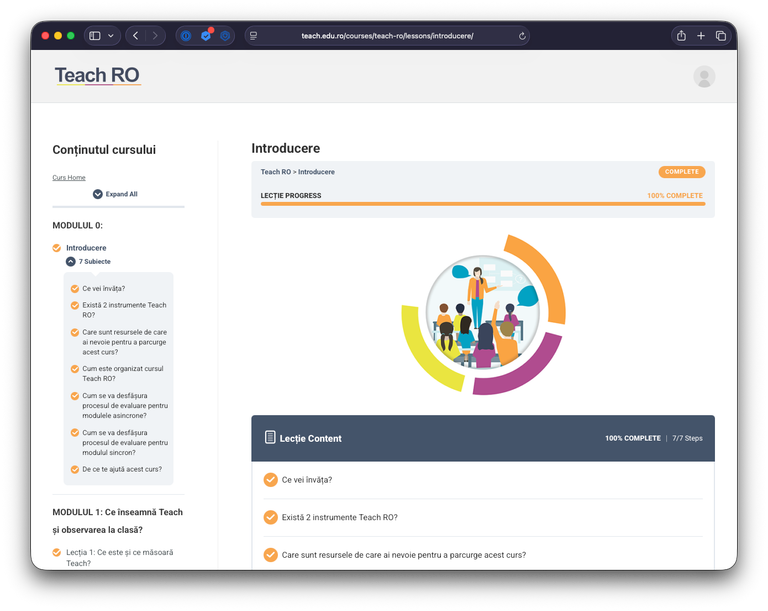 teach.edu.ro/courses/teach-ro/lessons/introducere/
Teach RO
Conținutul cursului
Curs Home
Expand All
MODULUL 0:
Introducere
7 Subiecte
Ce vei învăța?
Există 2 instrumente Teach
RO?
Care sunt resursele de care
ai nevoie pentru a parcurge
acest curs?
Cum este organizat cursul
Teach RO?
Cum se va desfășura
procesul de evaluare pentru
modulele asincrone?
Cum se va desfășura
procesul de evaluare pentru
modulul sincron?
De ce te ajută acest curs?
MODULUL 1: Ce înseamnă Teach
și observarea la clasă?
Lecția 1: Ce este și ce măsoară
Teach?
Introducere
Teach RO > Introducere
COMPLETE
LECȚIE PROGRESS
100% COMPLETE
Lecție Content
100% COMPLETE | 7/7 Steps
Ce vei învăța?
Există 2 instrumente Teach RO?
Care sunt resursele de care ai nevoie pentru a parcurge acest curs?